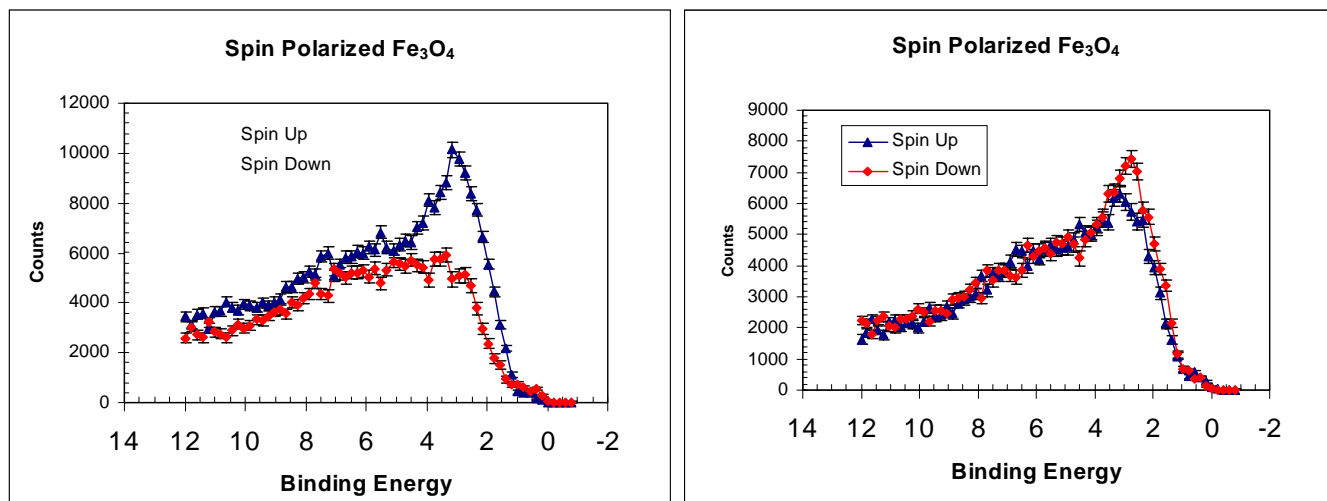 Spin Polarized Fe₃O₄
12000
10000
8000
6000
4000
2000
0
Counts
Spin Up
Spin Down
14 12 10 8 6 4 2 0 -2
Binding Energy
Spin Polarized Fe₃O₄
9000
8000
7000
6000
5000
4000
3000
2000
1000
0
Counts
Spin Up
Spin Down
14 12 10 8 6 4 2 0 -2
Binding Energy